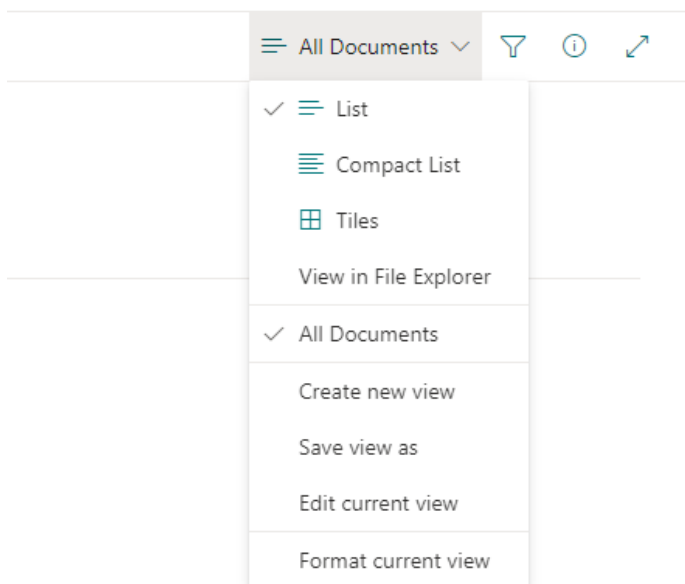 All Documents
List
Compact List
Tiles
View in File Explorer
All Documents
Create new view
Save view as
Edit current view
Format current view